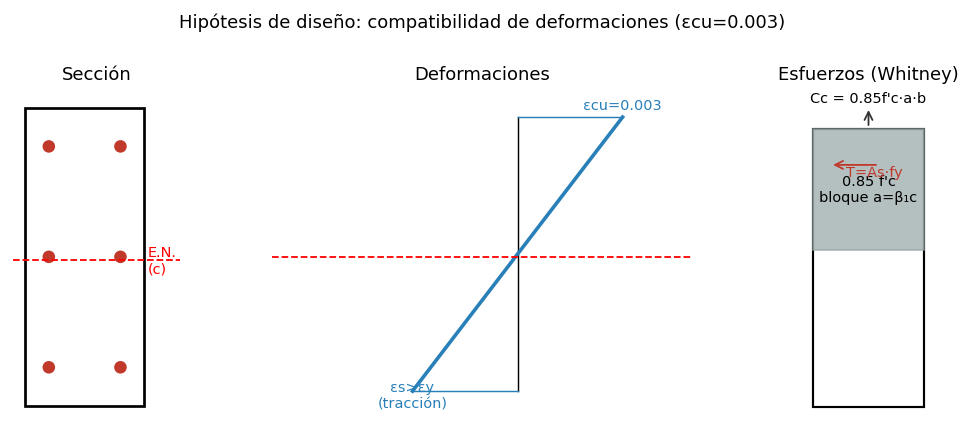 Hipótesis de diseño: compatibilidad de deformaciones (εcu=0.003)
Sección
Deformaciones
Esfuerzos (Whitney)
εcu=0.003
Cc = 0.85f'c·a·b
T=As·fy
0.85 f'c
bloque a=β₁c
E.N.
(c)
εs>εy
(tracción)